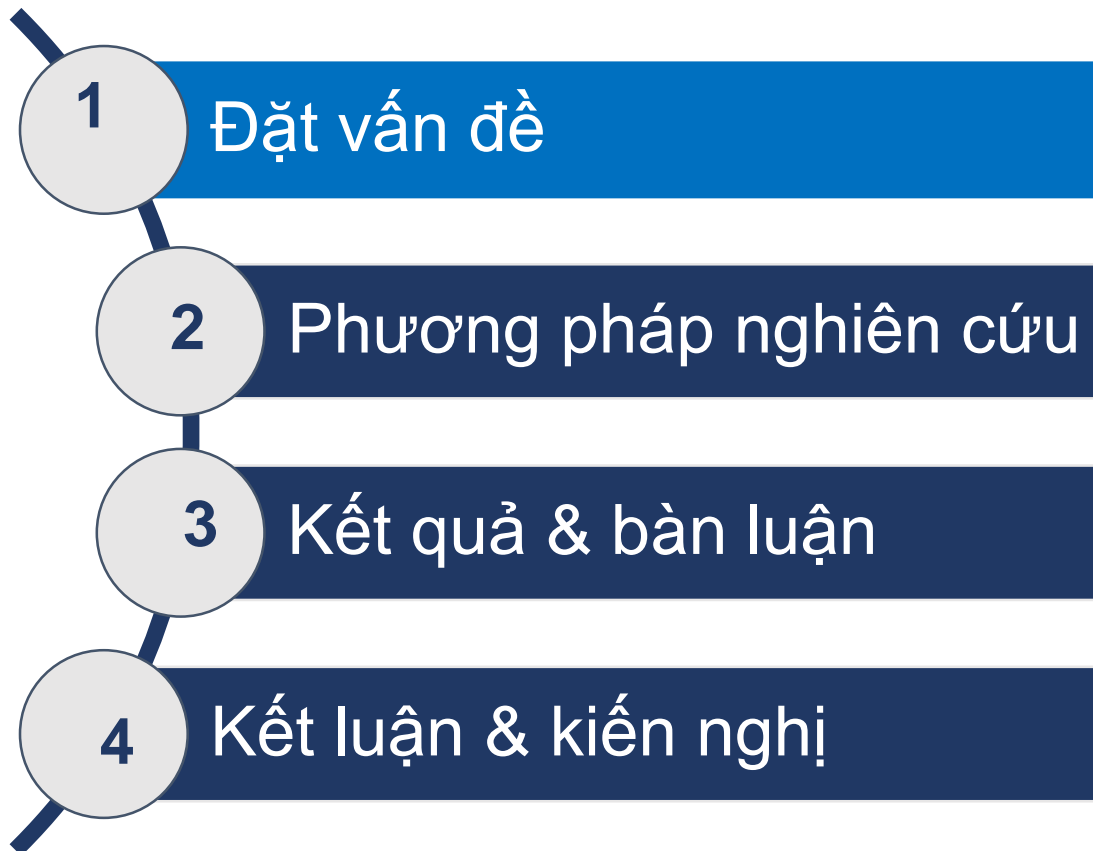 1
Đặt vấn đề
2
Phương pháp nghiên cứu
3
Kết quả & bàn luận
4
Kết luận & kiến nghị